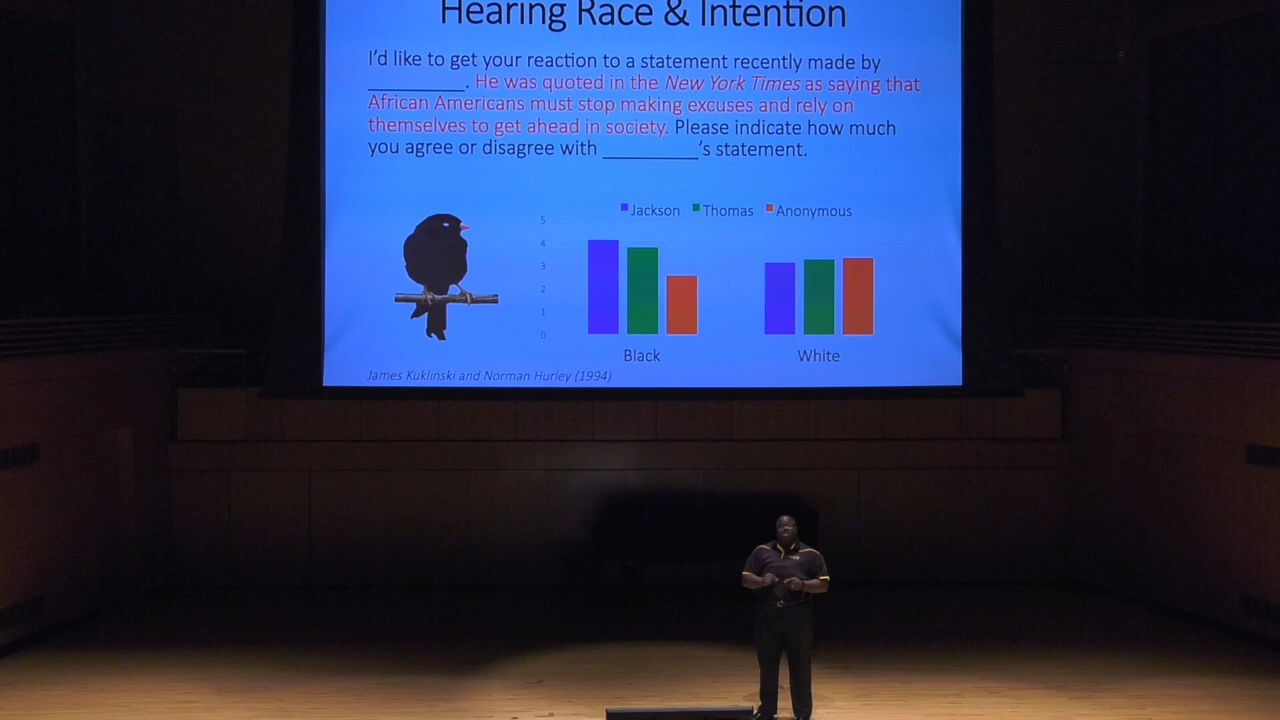 Hearing Race & Intention
I'd like to get your reaction to a statement recently made by
__________. He was quoted in the New York Times as saying that
African Americans must stop making excuses and rely on
themselves to get ahead in society. Please indicate how much
you agree or disagree with __________'s statement.
Jackson Thomas Anonymous
5
4
3
2
1
0
Black White
James Kuklinski and Norman Hurley (1994)